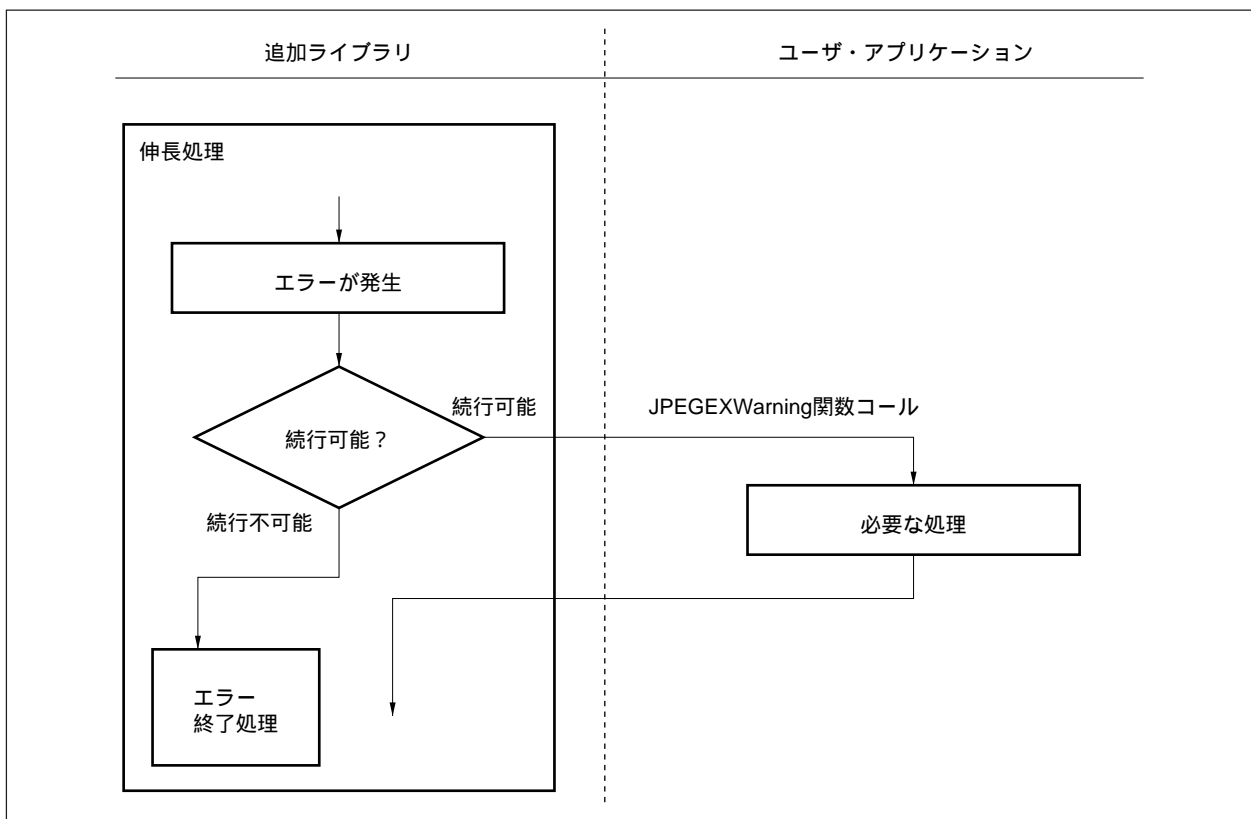 追加ライブラリ
ユーザ・アプリケーション
伸長処理
エラーが発生
続行可能
JPEGEXWarning関数コール
続行可能？
続行不可能
必要な処理
エラー
終了処理